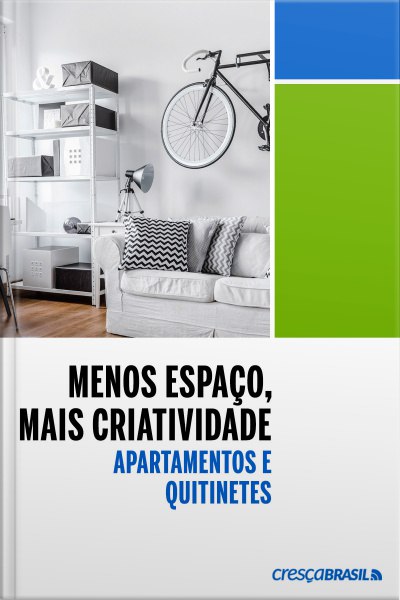 MENOS ESPAÇO,
MAIS CRIATIVIDADE
APARTAMENTOS E
QUITINETES
cresçaBRASIL